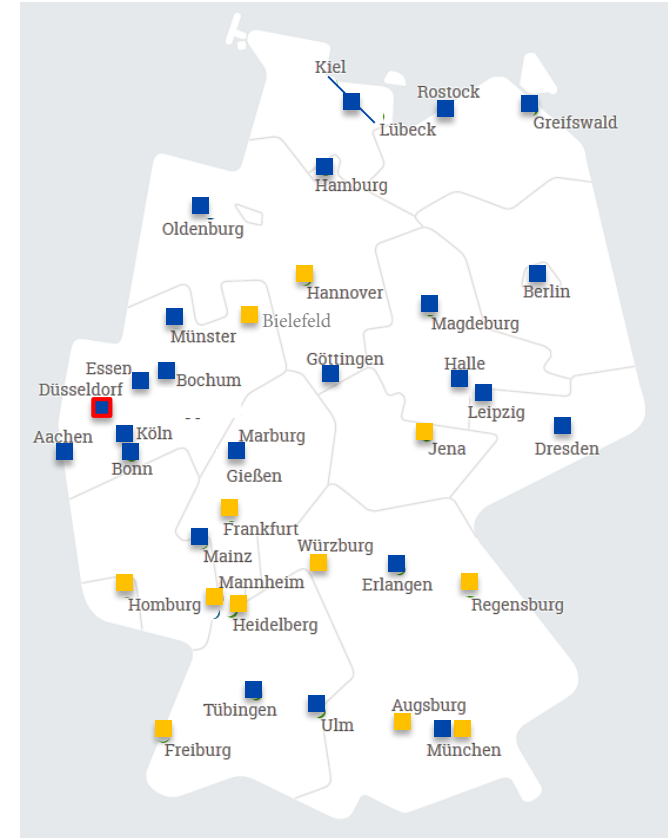 Kiel
Rostock
Lübeck
Greifswald
Hamburg
Oldenburg
Hannover
Berlin
Bielefeld
Magdeburg
Münster
Göttingen
Halle
Essen
Bochum
Düsseldorf
Leipzig
Aachen
Köln
Marburg
Jena
Dresden
Bonn
Gießen
Frankfurt
Würzburg
Mainz
Mannheim
Erlangen
Homburg
Regensburg
Heidelberg
Tübingen
Augsburg
Ulm
Freiburg
München